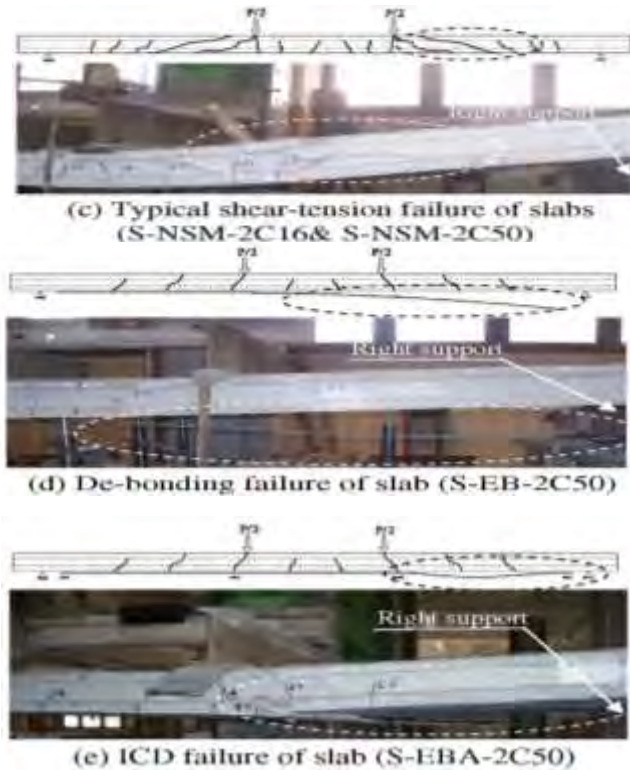 P/2 P/2
Right support
(c) Typical shear-tension failure of slabs
(S-NSM-2C16& S-NSM-2C50)
P/2 P/2
Right support
(d) De-bonding failure of slab (S-EB-2C50)
P/2 P/2
Right support
(e) ICD failure of slab (S-EBA-2C50)